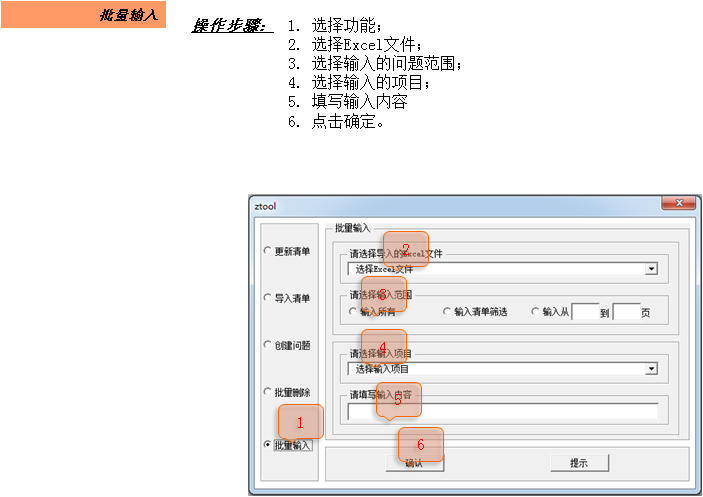 批量输入
操作步骤: 1. 选择功能;
2. 选择Excel文件;
3. 选择输入的问题范围;
4. 选择输入的项目;
5. 填写输入内容
6. 点击确定。
ztool
更新清单
导入清单
创建问题
批量删除
1
批量输入
批量输入
2
请选择导入的Excel文件
选择Excel文件
3
请选择输入范围
输入所有 输入清单筛选 输入从 到 页
4
请选择输入项目
选择输入项目
5
请填写输入内容
6
确认 提示